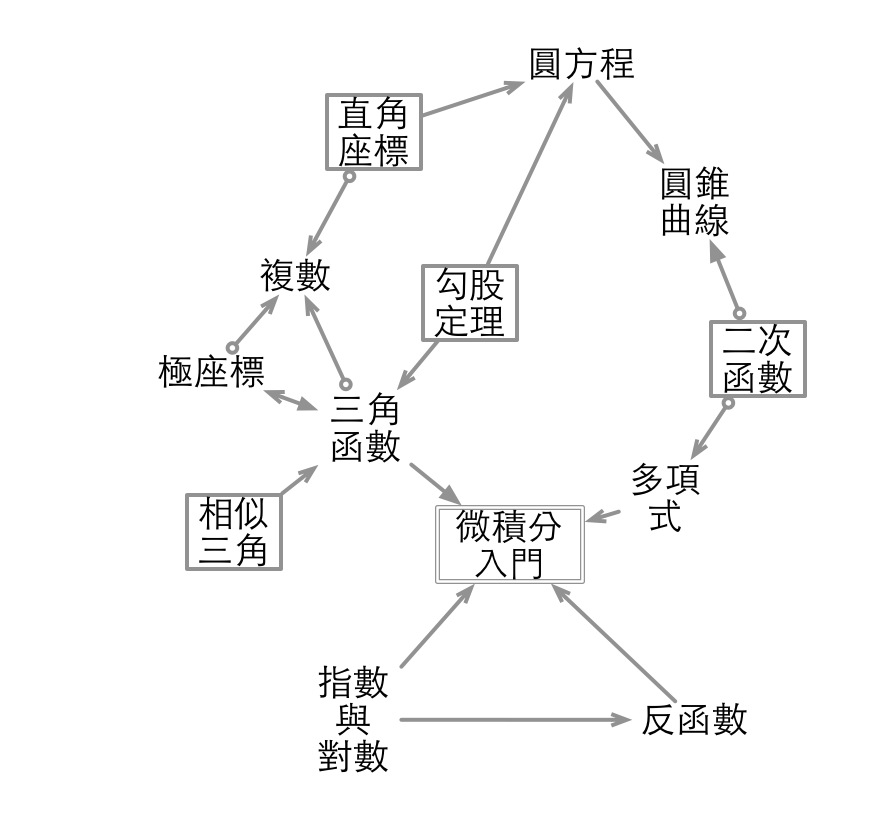 圓方程
直角
座標
圓錐
曲線
複數
勾股
定理
二次
函數
極座標
三角
函數
多項
式
相似
三角
微積分
入門
指數
與
對數
反函數